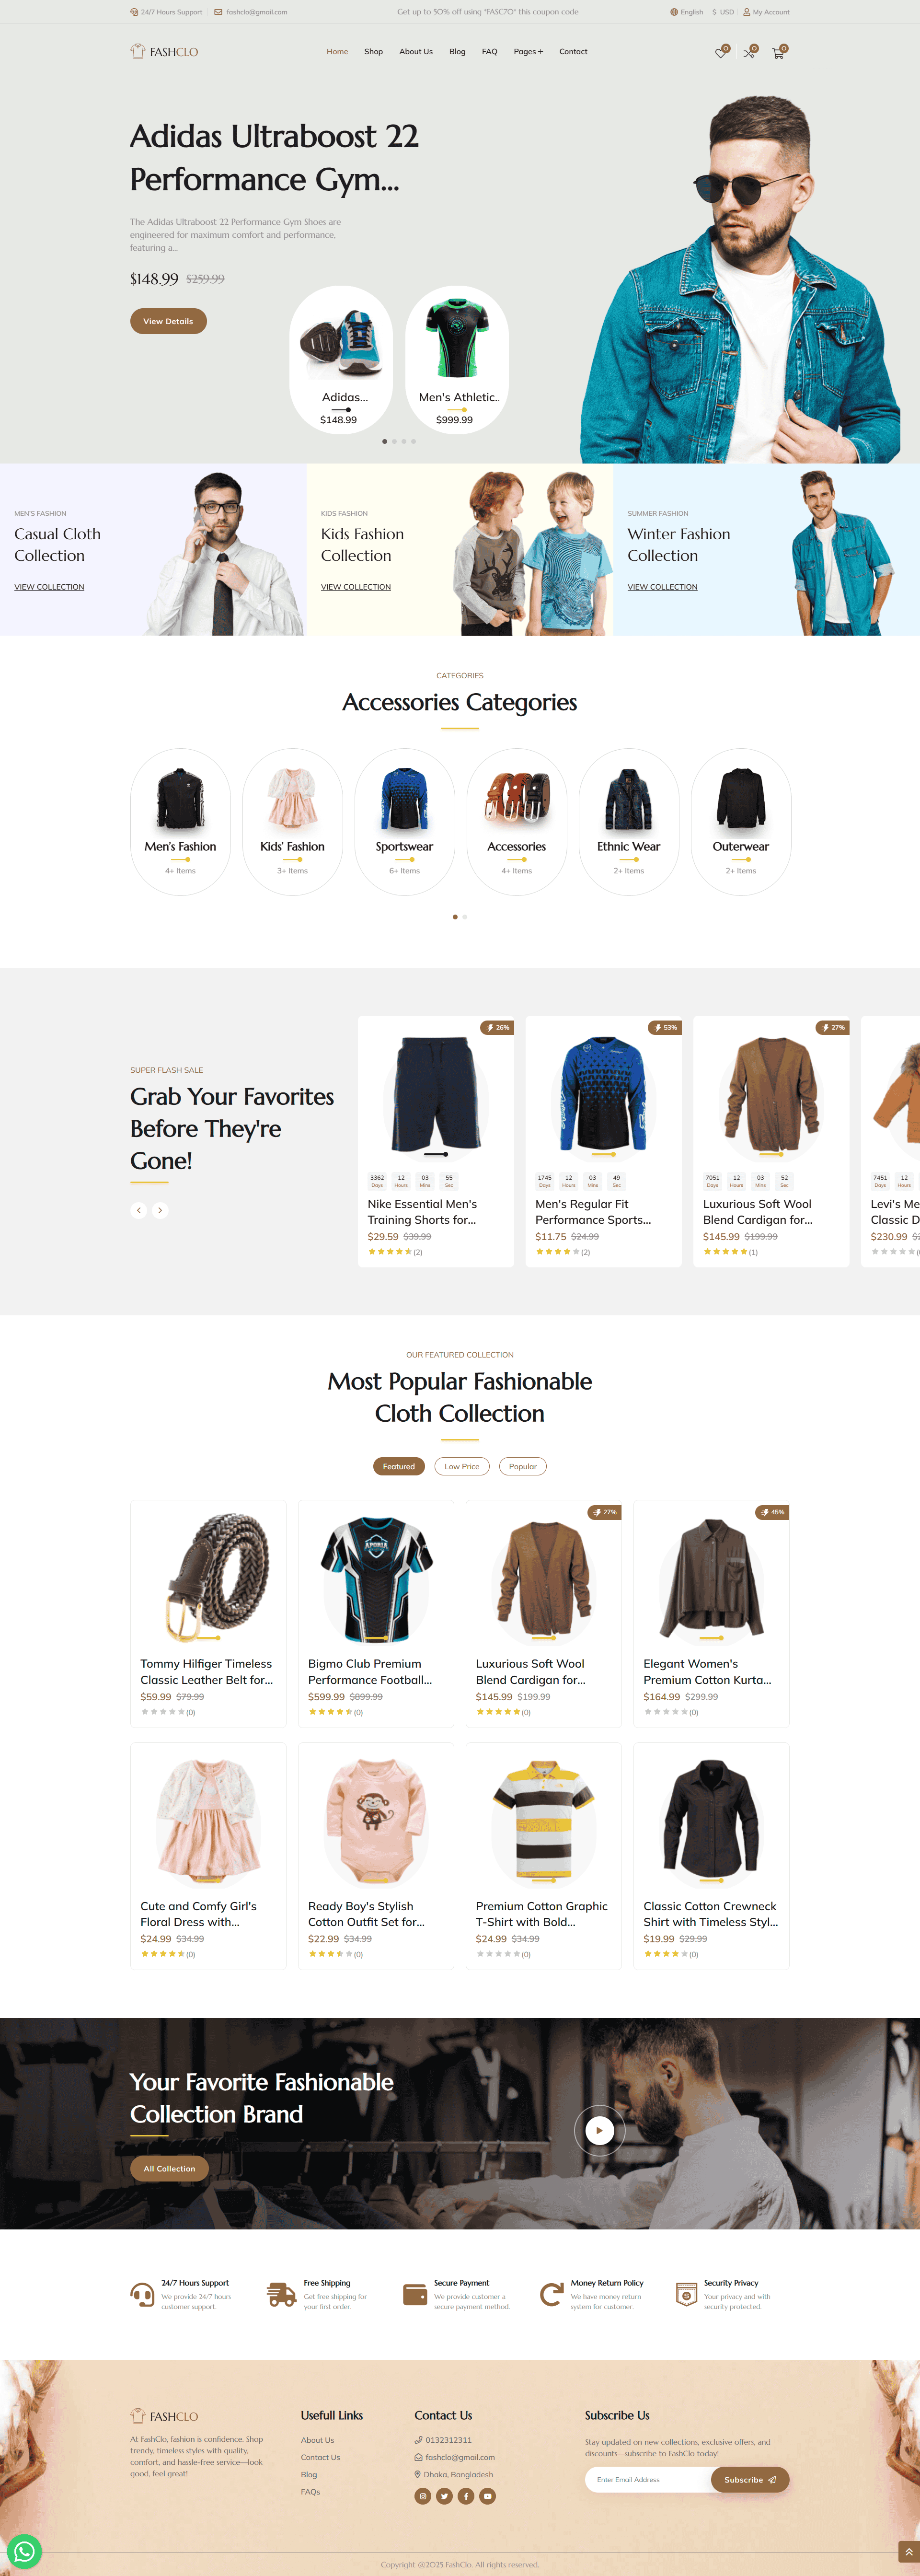 24/7 Hours Support
fashclo@gmail.com
Get up to 50% off using "FASC70" this coupon code
English
$ USD
My Account
FASHCLO
Home
Shop
About Us
Blog
FAQ
Pages +
Contact
0
0
0
Adidas Ultraboost 22
Performance Gym...
The Adidas Ultraboost 22 Performance Gym Shoes are
engineered for maximum comfort and performance,
featuring a...
$148.99 $259.99
View Details
Adidas...
$148.99
Men's Athletic..
$999.99
MEN'S FASHION
Casual Cloth
Collection
VIEW COLLECTION
KIDS FASHION
Kids Fashion
Collection
VIEW COLLECTION
SUMMER FASHION
Winter Fashion
Collection
VIEW COLLECTION
CATEGORIES
Accessories Categories
Men's Fashion
4+ Items
Kids' Fashion
3+ Items
Sportswear
6+ Items
Accessories
4+ Items
Ethnic Wear
2+ Items
Outerwear
2+ Items
SUPER FLASH SALE
Grab Your Favorites
Before They're
Gone!
26%
3362 12 03 55
Days Hours Mins Sec
Nike Essential Men's
Training Shorts for...
$29.59 $39.99
(2)
53%
1745 12 03 49
Days Hours Mins Sec
Men's Regular Fit
Performance Sports...
$11.75 $24.99
(2)
27%
7051 12 03 52
Days Hours Mins Sec
Luxurious Soft Wool
Blend Cardigan for...
$145.99 $199.99
(1)
7451 12
Days Hours
Levi's Me
Classic D
$230.99
OUR FEATURED COLLECTION
Most Popular Fashionable
Cloth Collection
Featured
Low Price
Popular
Tommy Hilfiger Timeless
Classic Leather Belt for...
$59.99 $79.99
(0)
APORIA
Bigmo Club Premium
Performance Football...
$599.99 $899.99
(0)
27%
Luxurious Soft Wool
Blend Cardigan for...
$145.99 $199.99
(0)
45%
Elegant Women's
Premium Cotton Kurta...
$164.99 $299.99
(0)
Cute and Comfy Girl's
Floral Dress with...
$24.99 $34.99
(0)
Ready Boy's Stylish
Cotton Outfit Set for...
$22.99 $34.99
(0)
Premium Cotton Graphic
T-Shirt with Bold...
$24.99 $34.99
(0)
Classic Cotton Crewneck
Shirt with Timeless Styl...
$19.99 $29.99
(0)
Your Favorite Fashionable
Collection Brand
All Collection
24/7 Hours Support
We provide 24/7 hours
customer support.
Free Shipping
Get free shipping for
your first order.
Secure Payment
We provide customer a
secure payment method.
Money Return Policy
We have money return
system for customer.
Security Privacy
Your privacy and with
security protected.
FASHCLO
At FashClo, fashion is confidence. Shop
trendy, timeless styles with quality,
comfort, and hassle-free service—look
good, feel great!
Usefull Links
About Us
Contact Us
Blog
FAQs
Contact Us
0132312311
fashclo@gmail.com
Dhaka, Bangladesh
Subscribe Us
Stay updated on new collections, exclusive offers, and
discounts—subscribe to FashClo today!
Enter Email Address
Subscribe
Copyright @2025 FashClo. All rights reserved.